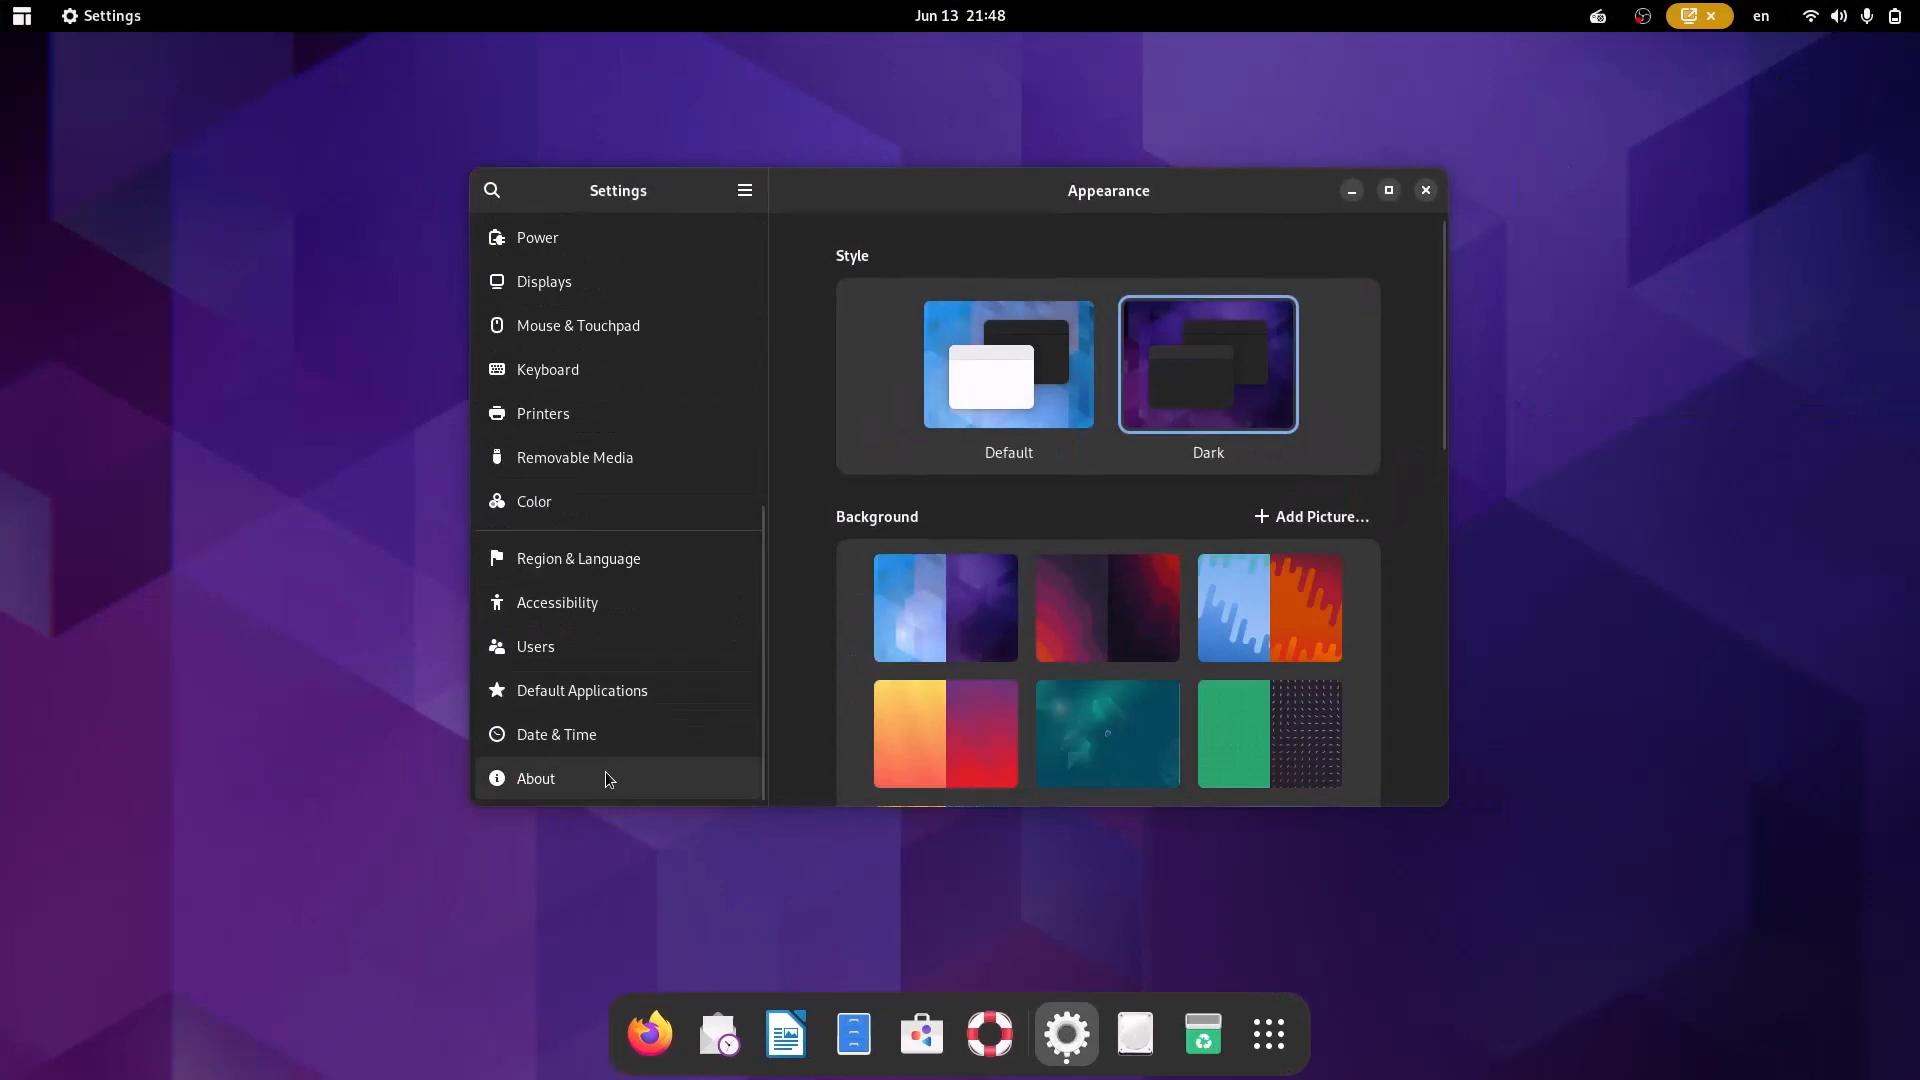 Settings
Jun 13 21:48
en
Settings
Appearance
Power
Displays
Mouse & Touchpad
Keyboard
Printers
Removable Media
Color
Region & Language
Accessibility
Users
Default Applications
Date & Time
About
Style
Default
Dark
Background
Add Picture...